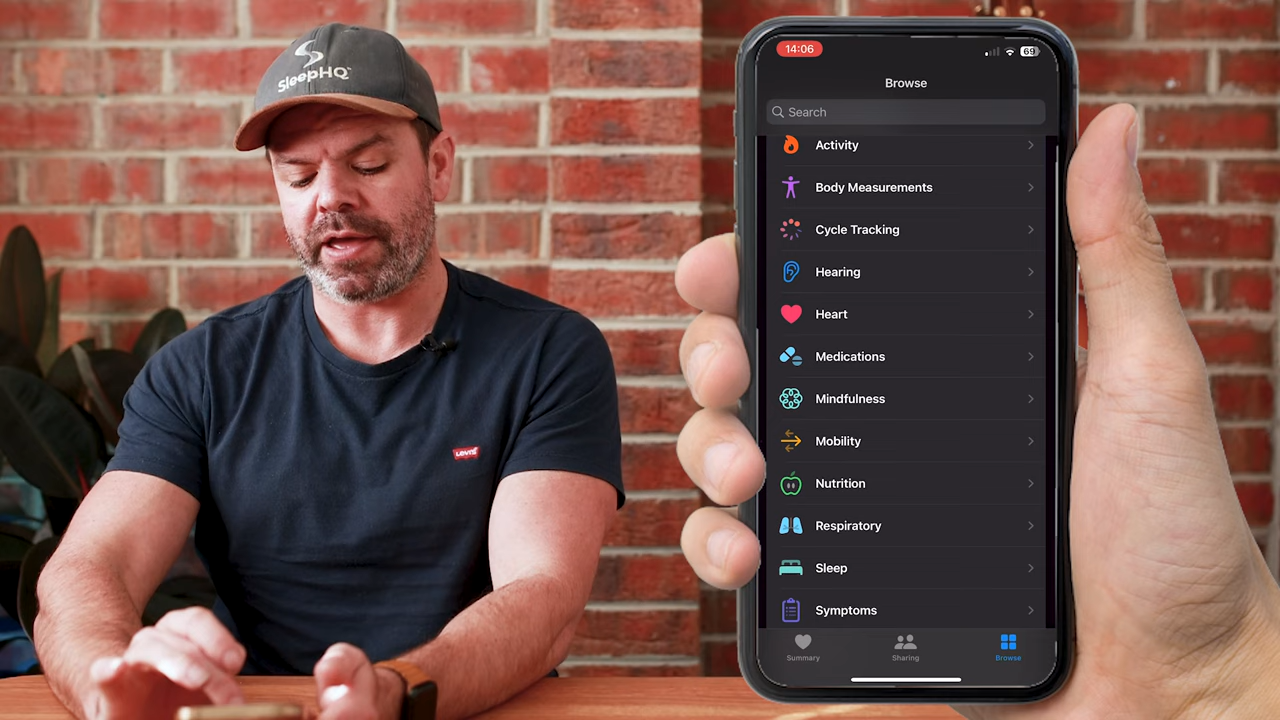 SleepHQ
Levi's
14:06
69
Browse
Search
Activity
Body Measurements
Cycle Tracking
Hearing
Heart
Medications
Mindfulness
Mobility
Nutrition
Respiratory
Sleep
Symptoms
Summary
Sharing
Browse